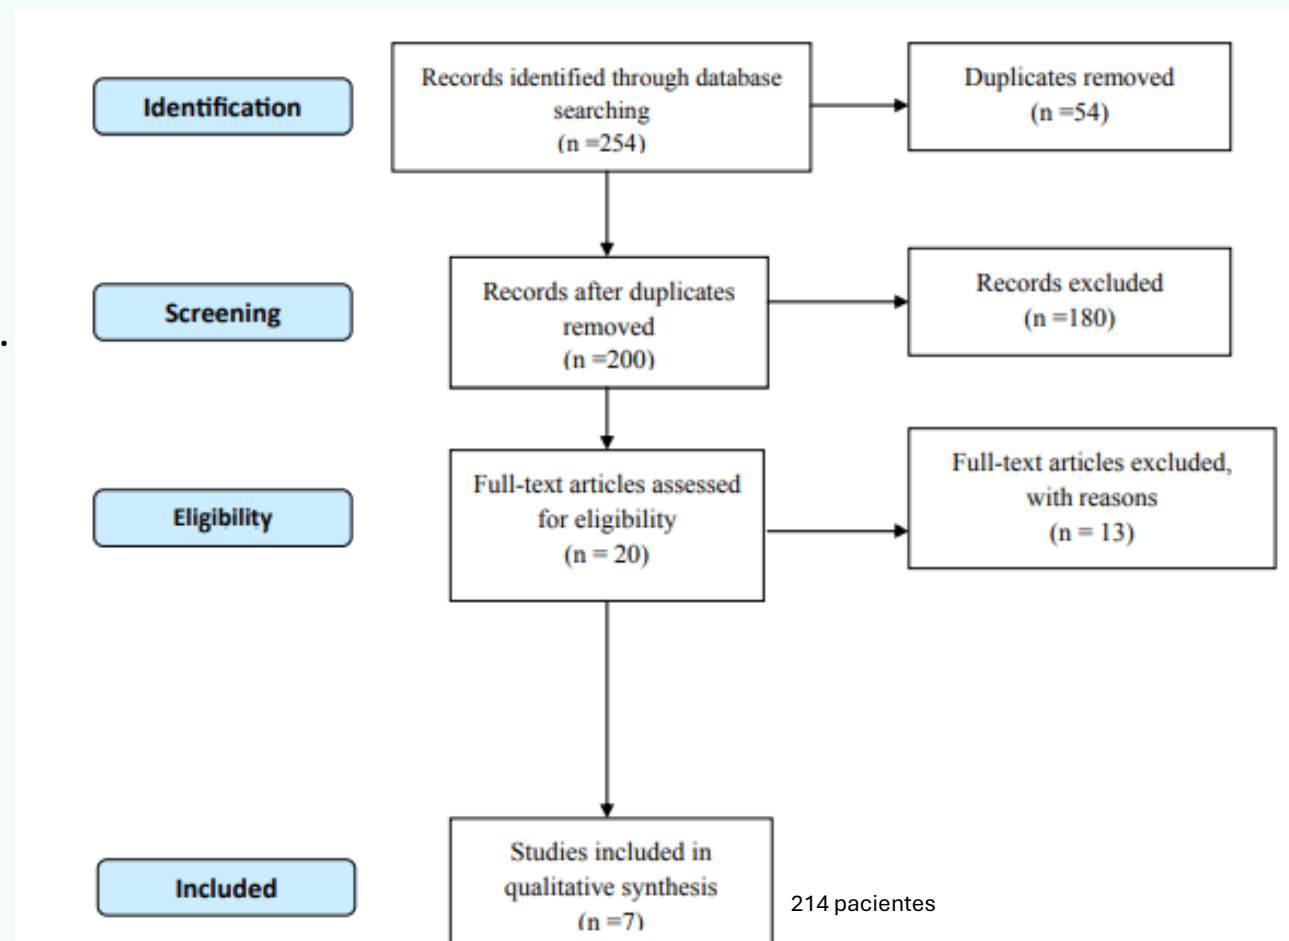 Identification
Records identified through database
searching
(n =254)
Duplicates removed
(n =54)
Screening
Records after duplicates
removed
(n =200)
Records excluded
(n =180)
.
Eligibility
Full-text articles assessed
for eligibility
(n = 20)
Full-text articles excluded,
with reasons
(n = 13)
Included
Studies included in
qualitative synthesis
(n =7)
214 pacientes